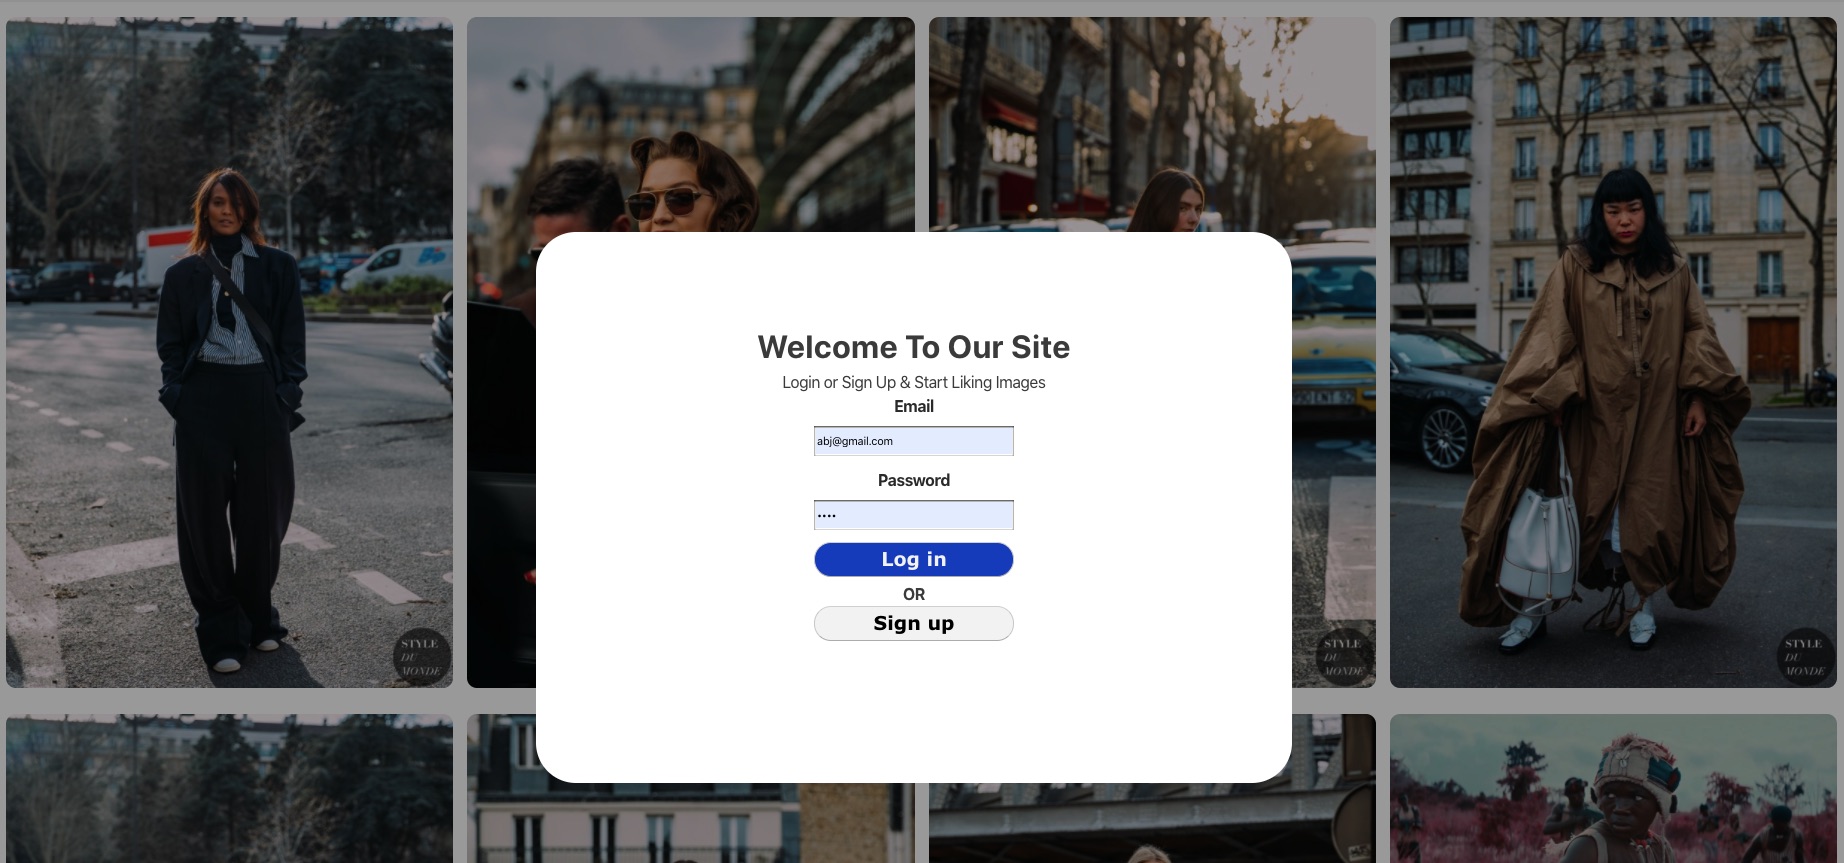 Welcome To Our Site
Login or Sign Up & Start Liking Images
Email
abj@gmail.com
Password
••••
Log in
OR
Sign up
STYLE
DU
MONDE
STYLE
DU
MONDE
STYLE
DU
MONDE